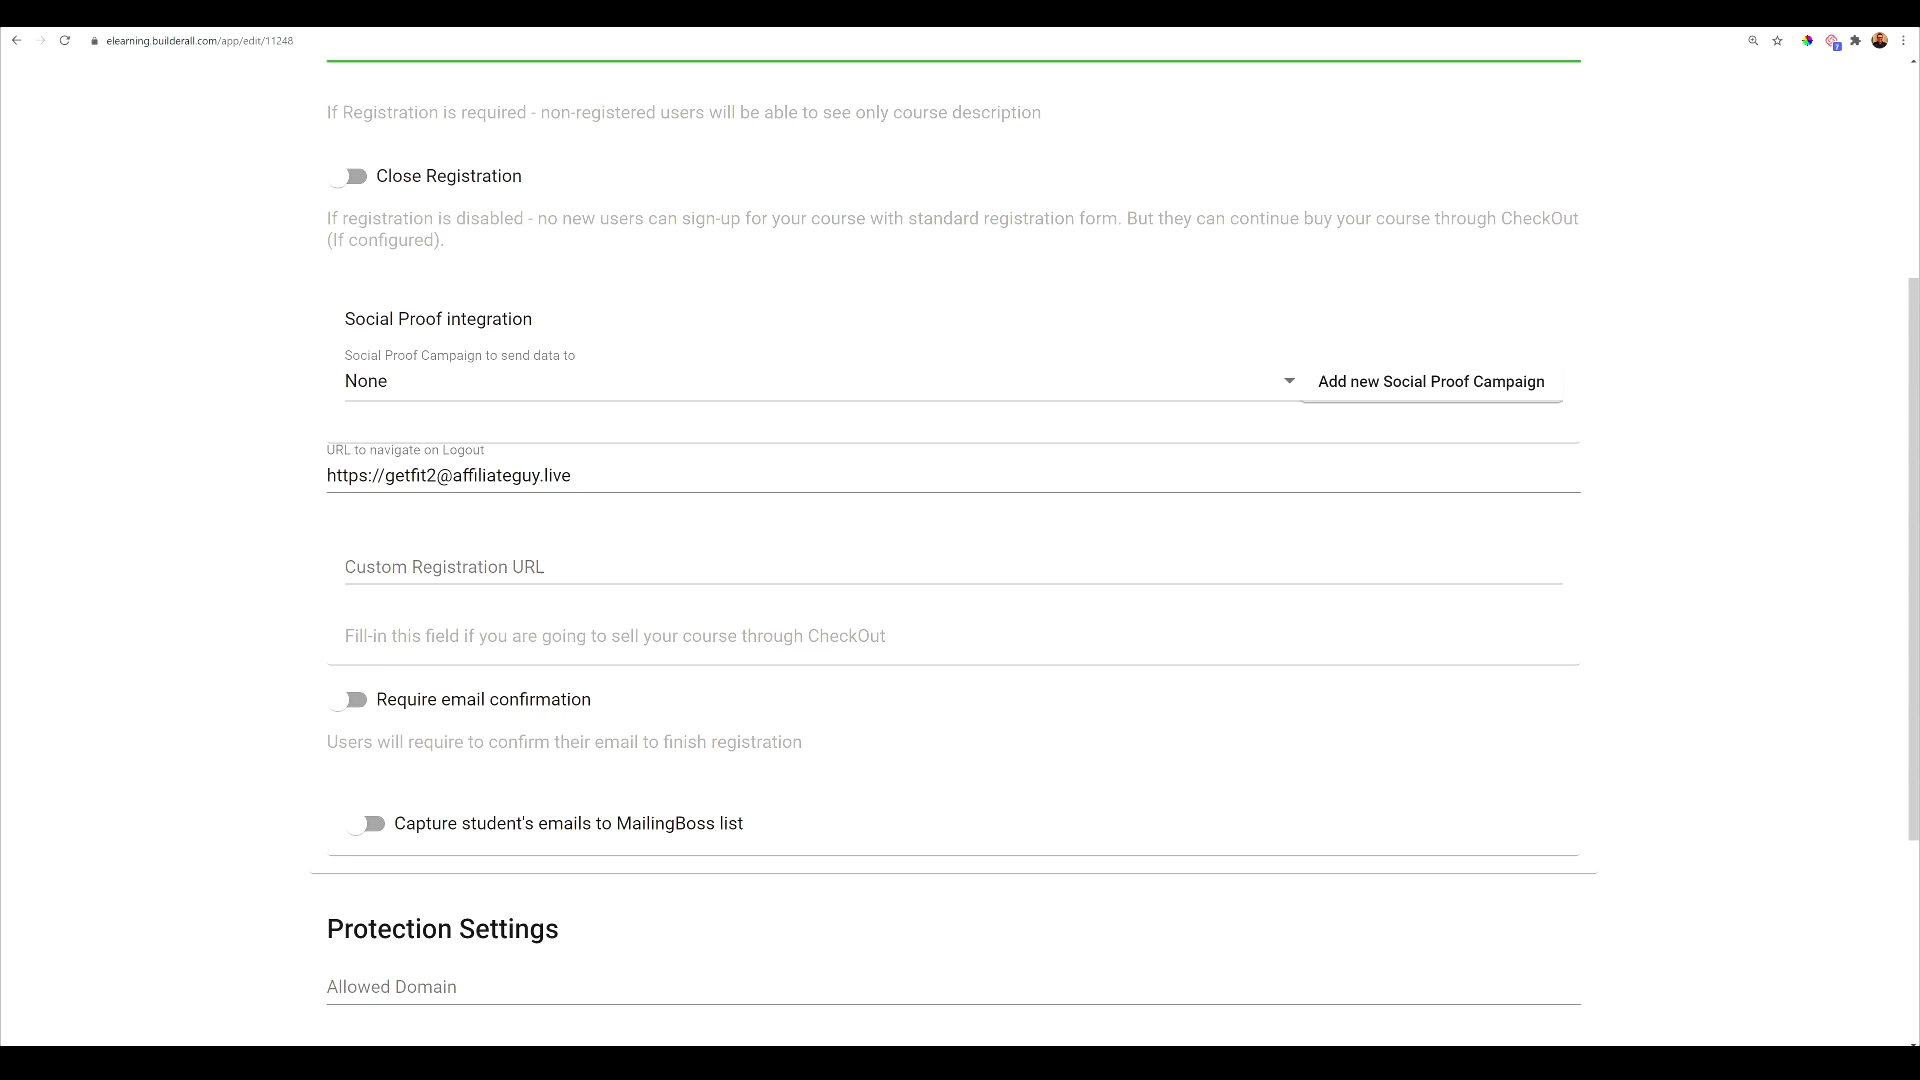 elearning.builderall.com/app/edit/11248
7
If Registration is required - non-registered users will be able to see only course description
Close Registration
If registration is disabled - no new users can sign-up for your course with standard registration form. But they can continue buy your course through CheckOut
(If configured).
Social Proof integration
Social Proof Campaign to send data to
None
Add new Social Proof Campaign
URL to navigate on Logout
https://getfit2@affiliateguy.live
Custom Registration URL
Fill-in this field if you are going to sell your course through CheckOut
Require email confirmation
Users will require to confirm their email to finish registration
Capture student's emails to MailingBoss list
Protection Settings
Allowed Domain